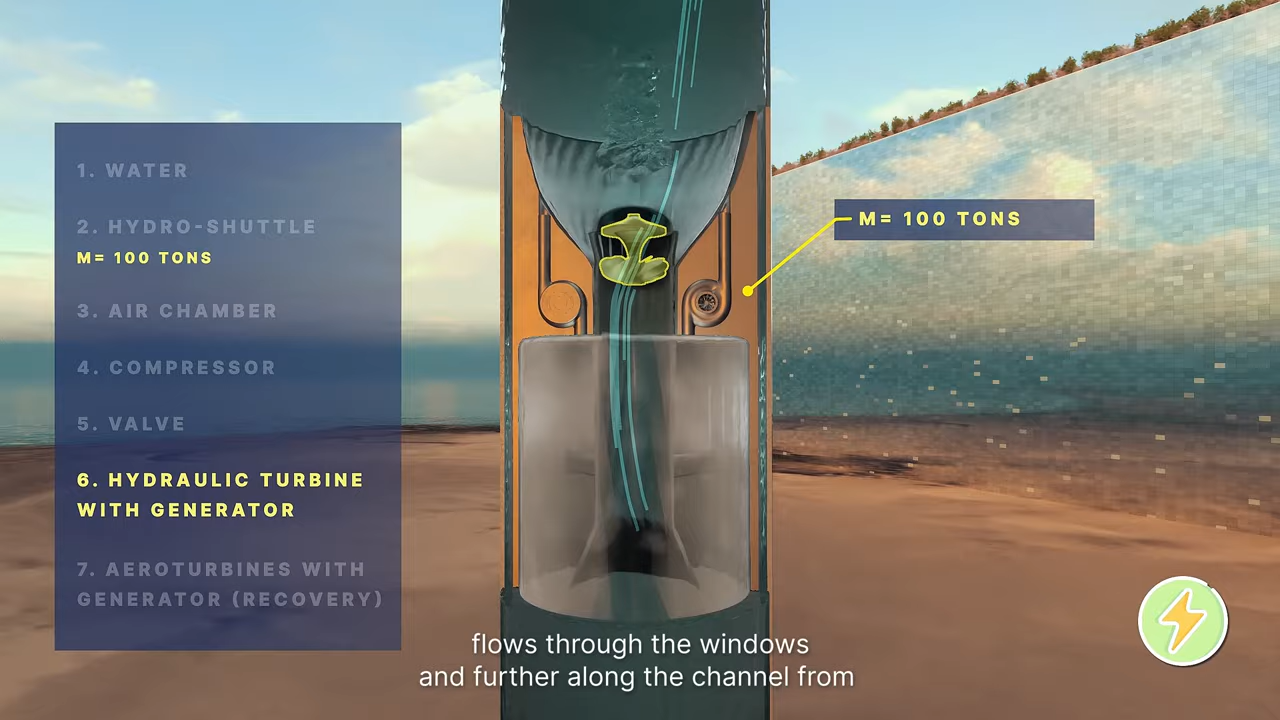 1. WATER
2. HYDRO-SHUTTLE
M= 100 TONS
3. AIR CHAMBER
4. COMPRESSOR
5. VALVE
6. HYDRAULIC TURBINE
WITH GENERATOR
7. AEROTURBINES WITH
GENERATOR (RECOVERY)
M= 100 TONS
flows through the windows
and further along the channel from